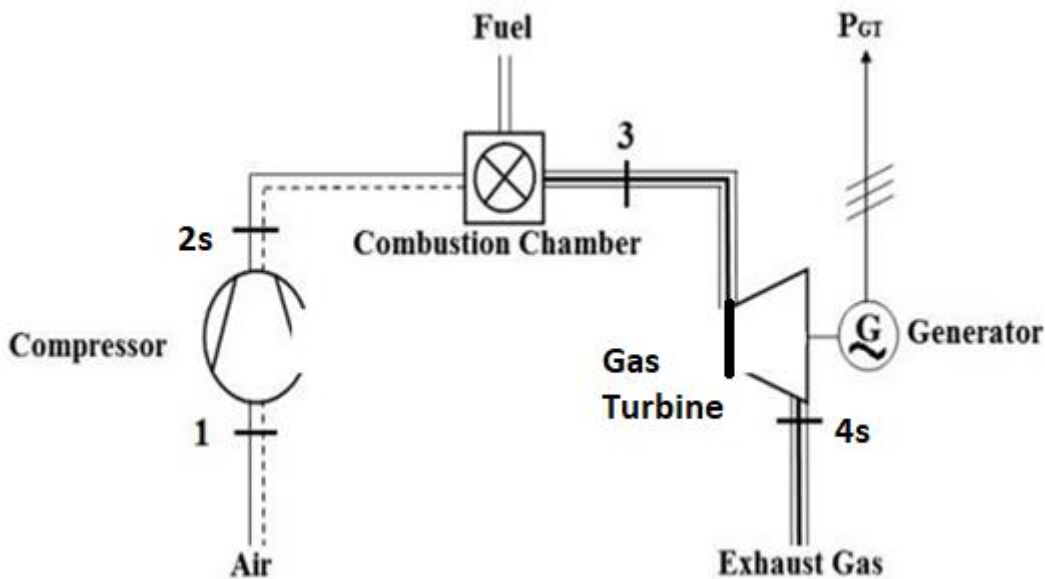 Fuel
PGT
3
2s
Combustion Chamber
Compressor
G
Generator
Gas
Turbine
1
4s
Air
Exhaust Gas